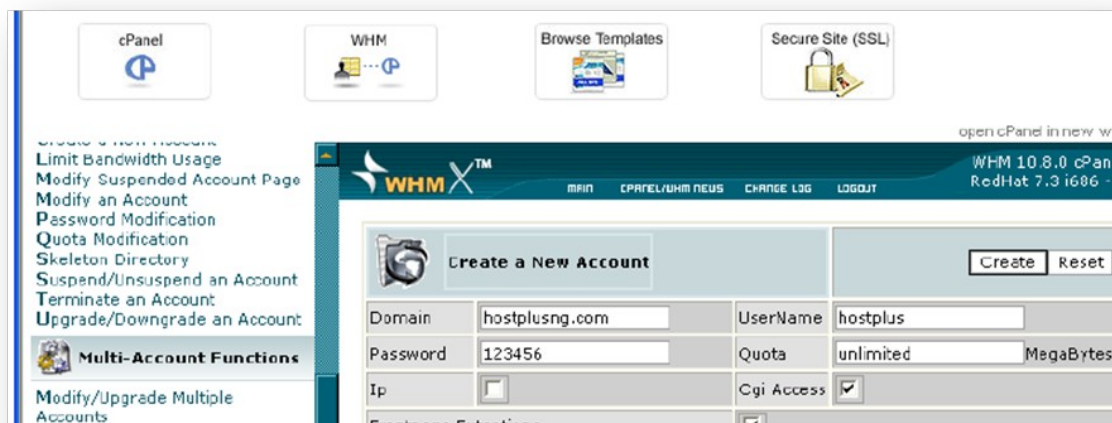 cPanel
WHM
Browse Templates
Secure Site (SSL)
open cPanel in new
Create a New Account
Limit Bandwidth Usage
Modify Suspended Account Page
Modify an Account
Password Modification
Quota Modification
Skeleton Directory
Suspend/Unsuspend an Account
Terminate an Account
Upgrade/Downgrade an Account
Multi-Account Functions
Modify/Upgrade Multiple
Accounts
WHM X™
MAIN CPANEL/WHM NEWS CHANGE LOG LOGOUT
WHM 10.8.0 cPan
RedHat 7.3 i686 -
Create a New Account
Create Reset
Domain hostplusng.com UserName hostplus
Password 123456 Quota unlimited MegaBytes
Ip Cgi Access